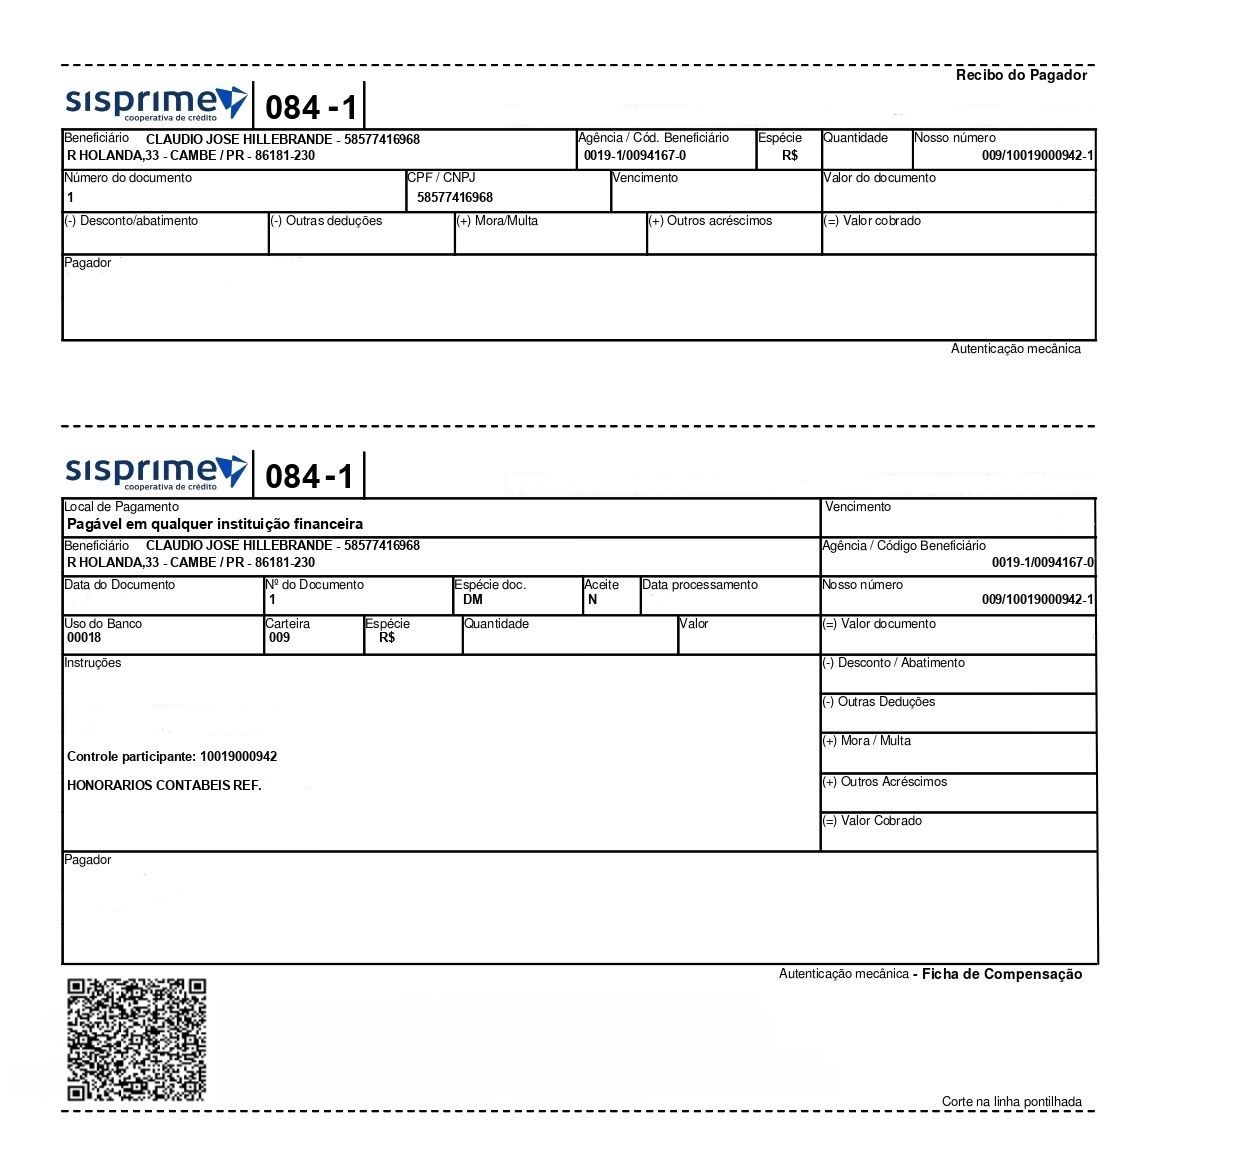 Recibo do Pagador
sisprime
cooperativa de crédito
084 -1
Beneficiário CLAUDIO JOSE HILLEBRANDE - 58577416968
R HOLANDA,33 - CAMBE / PR - 86181-230
Agência / Cód. Beneficiário
0019-1/0094167-0
Espécie
R$
Quantidade
Nosso número
009/10019000942-1
Número do documento
1
CPF / CNPJ
58577416968
Vencimento
Valor do documento
(-) Desconto/abatimento
(-) Outras deduções
(+) Mora/Multa
(+) Outros acréscimos
(=) Valor cobrado
Pagador
Autenticação mecânica
sisprime
cooperativa de crédito
084 -1
Local de Pagamento
Pagável em qualquer instituição financeira
Vencimento
Beneficiário CLAUDIO JOSE HILLEBRANDE - 58577416968
R HOLANDA,33 - CAMBE / PR - 86181-230
Agência / Código Beneficiário
0019-1/0094167-0
Data do Documento
Nº do Documento
1
Espécie doc.
DM
Aceite
N
Data processamento
Nosso número
009/10019000942-1
Uso do Banco
00018
Carteira
009
Espécie
R$
Quantidade
Valor
(=) Valor documento
Instruções
(-) Desconto / Abatimento
(-) Outras Deduções
(+) Mora / Multa
Controle participante: 10019000942
(+) Outros Acréscimos
HONORARIOS CONTABEIS REF.
(=) Valor Cobrado
Pagador
Autenticação mecânica - Ficha de Compensação
Corte na linha pontilhada